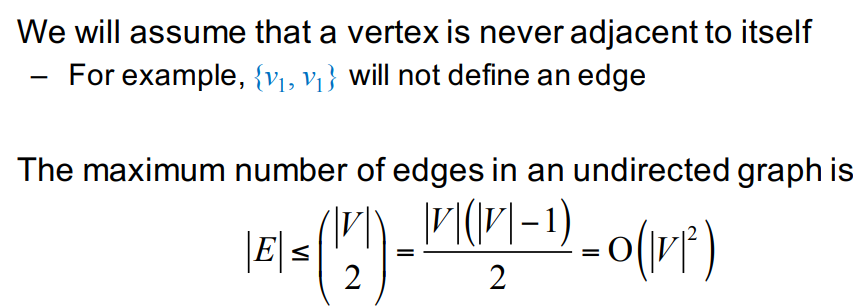 We will assume that a vertex is never adjacent to itself
– For example, {v₁, v₁} will not define an edge
The maximum number of edges in an undirected graph is
|E| ≤ (|V| 2) = |V|(|V| − 1) / 2 = O(|V|²)